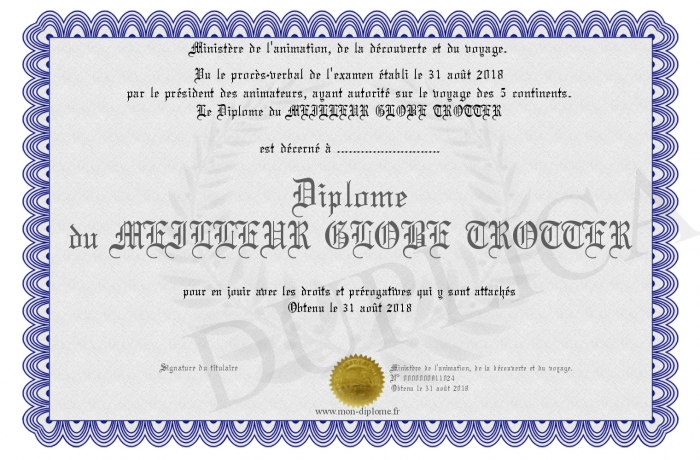 Ministère de l'animation, de la découverte et du voyage.
Vu le procès-verbal de l'examen établi le 31 août 2018
par le président des animateurs, ayant autorité sur le voyage des 5 continents.
Le Diplome du MEILLEUR GLOBE TROTTER
est décerné à ..........................
Diplome
du MEILLEUR GLOBE TROTTER
DUPLICA
pour en jouir avec les droits et prérogatives qui y sont attachés
Obtenu le 31 août 2018
Signature du titulaire
Ministère de l'animation, de la découverte et du voyage.
N° 0000000811024
Obtenu le 31 août 2018
www.mon-diplome.fr